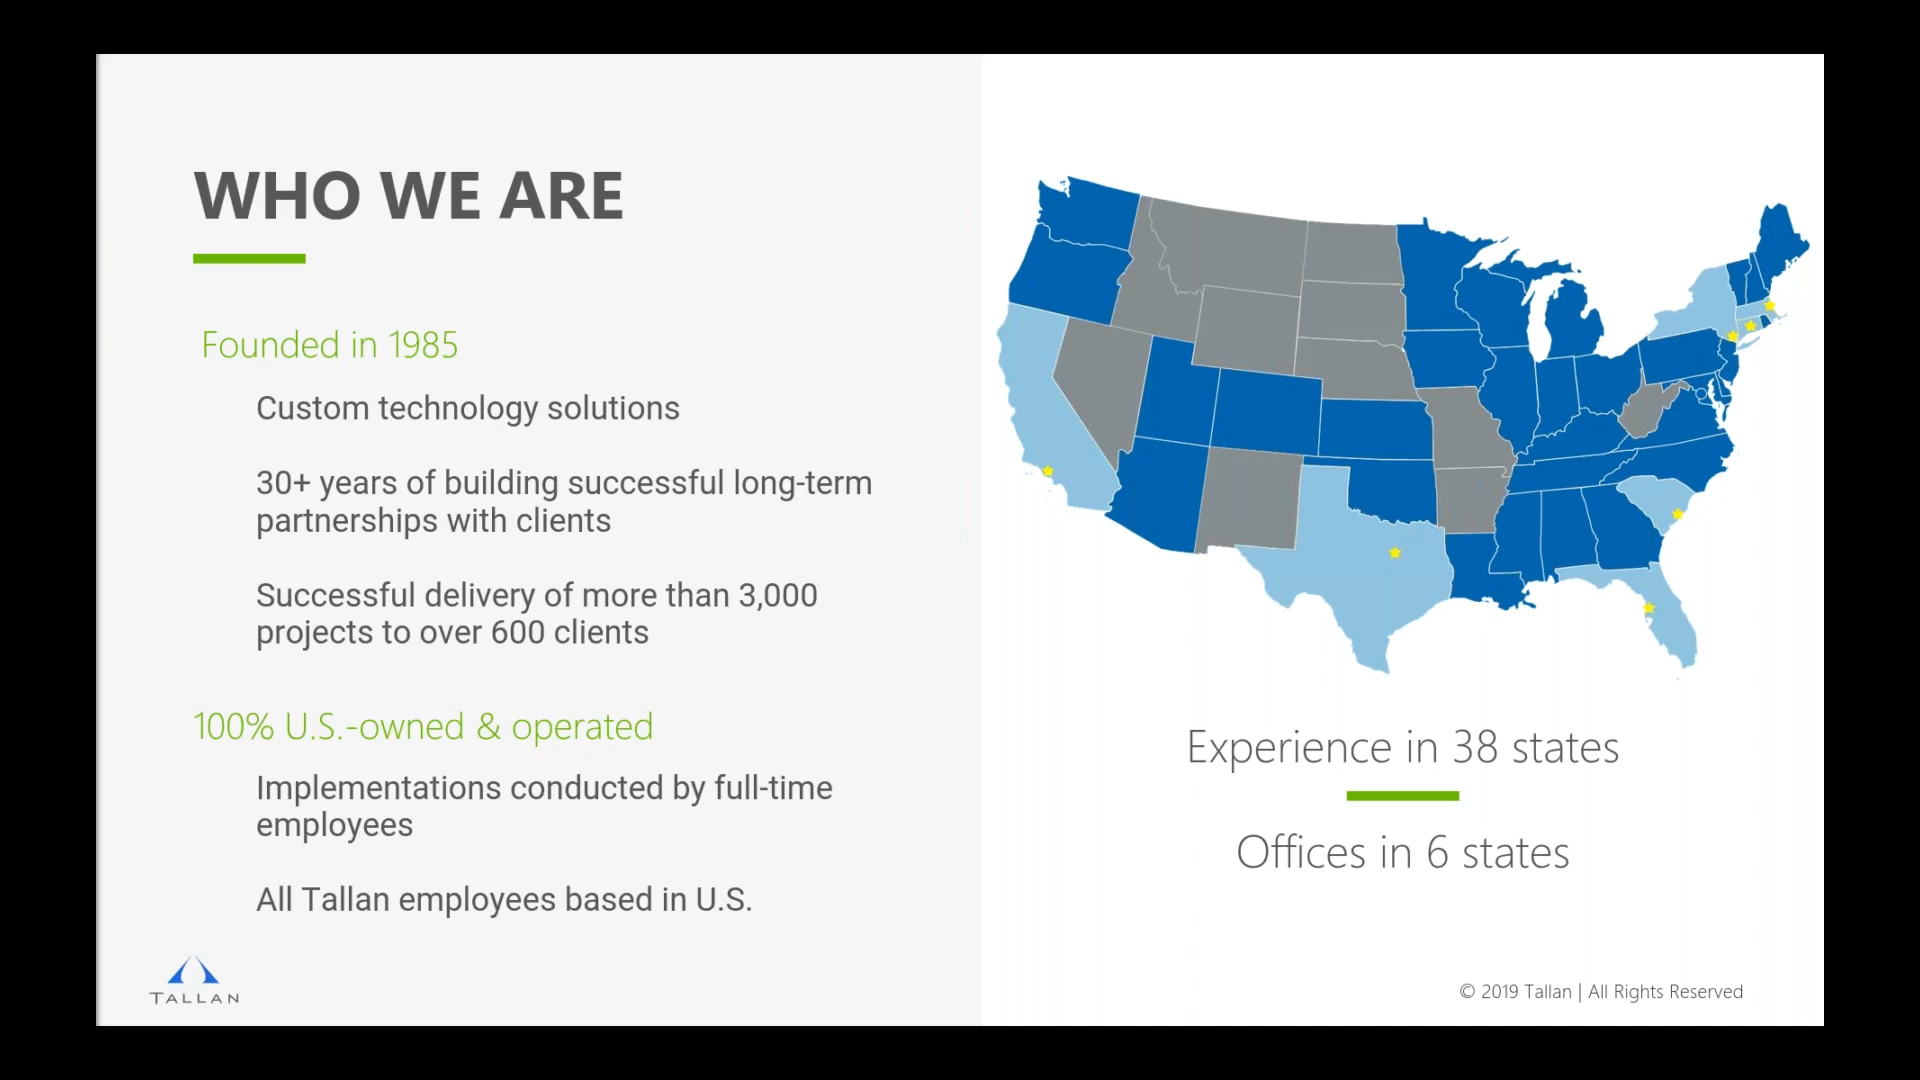 WHO WE ARE
Founded in 1985
Custom technology solutions
30+ years of building successful long-term
partnerships with clients
Successful delivery of more than 3,000
projects to over 600 clients
100% U.S.-owned & operated
Implementations conducted by full-time
employees
All Tallan employees based in U.S.
TALLAN
Experience in 38 states
Offices in 6 states
© 2019 Tallan | All Rights Reserved